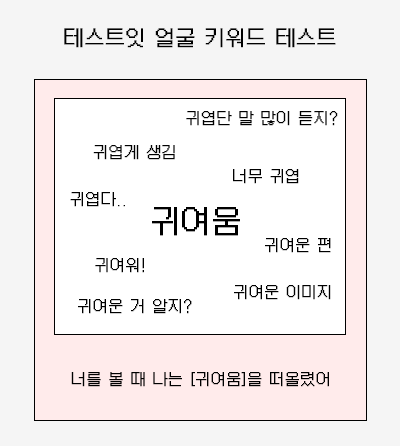 테스트잇 얼굴 키워드 테스트
귀엽단 말 많이 듣지?
귀엽게 생김
너무 귀엽
귀엽다..
귀여움
귀여운 편
귀여워!
귀여운 이미지
귀여운 거 알지?
너를 볼 때 나는 [귀여움]을 떠올렸어